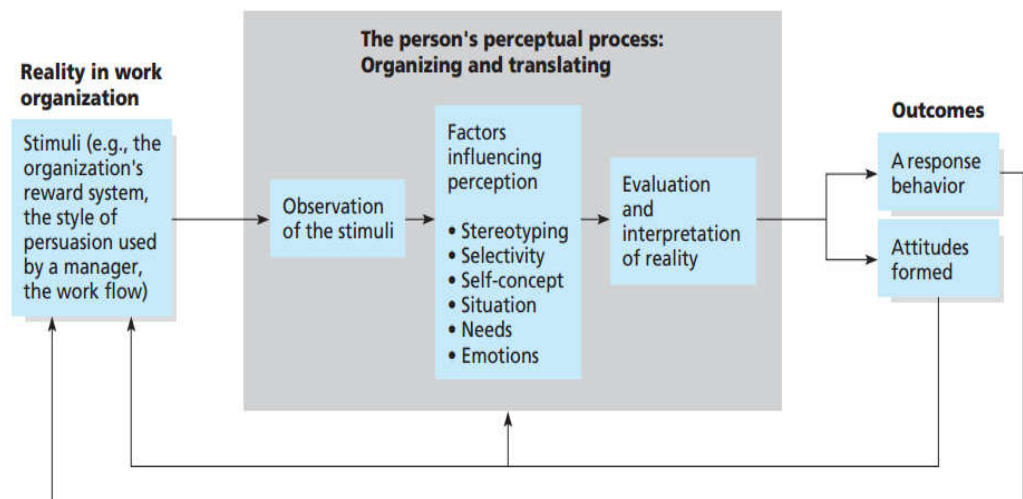 The person's perceptual process:
Organizing and translating
Reality in work
organization
Stimuli (e.g., the
organization's
reward system,
the style of
persuasion used
by a manager,
the work flow)
Observation
of the stimuli
Factors
influencing
perception
• Stereotyping
• Selectivity
• Self-concept
• Situation
• Needs
• Emotions
Evaluation
and
interpretation
of reality
Outcomes
A response
behavior
Attitudes
formed